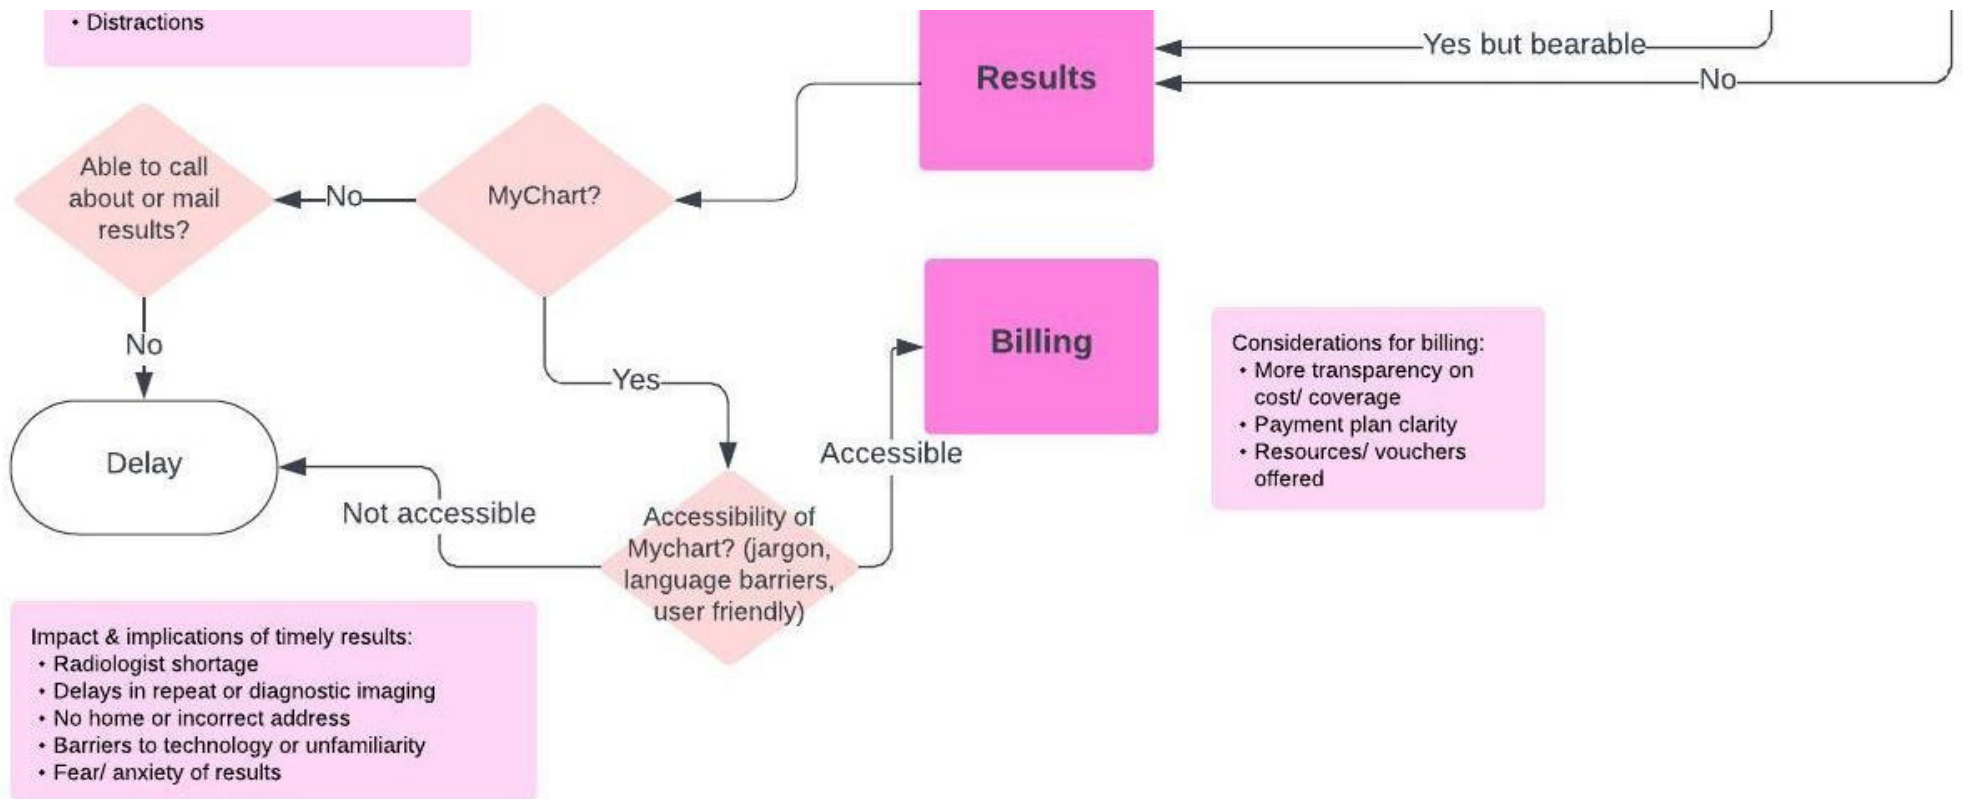 • Distractions
Yes but bearable
Results
No
Able to call
about or mail
results?
No
MyChart?
No
Yes
Billing
Considerations for billing:
• More transparency on
cost/ coverage
• Payment plan clarity
• Resources/ vouchers
offered
Delay
Accessible
Not accessible
Accessibility of
Mychart? (jargon,
language barriers,
user friendly)
Impact & implications of timely results:
• Radiologist shortage
• Delays in repeat or diagnostic imaging
• No home or incorrect address
• Barriers to technology or unfamiliarity
• Fear/ anxiety of results